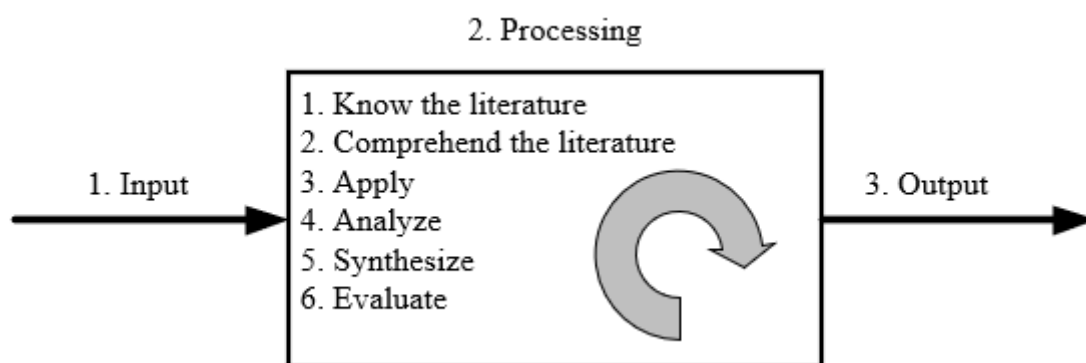 2. Processing
1. Know the literature
2. Comprehend the literature
1. Input
3. Apply
3. Output
4. Analyze
5. Synthesize
6. Evaluate